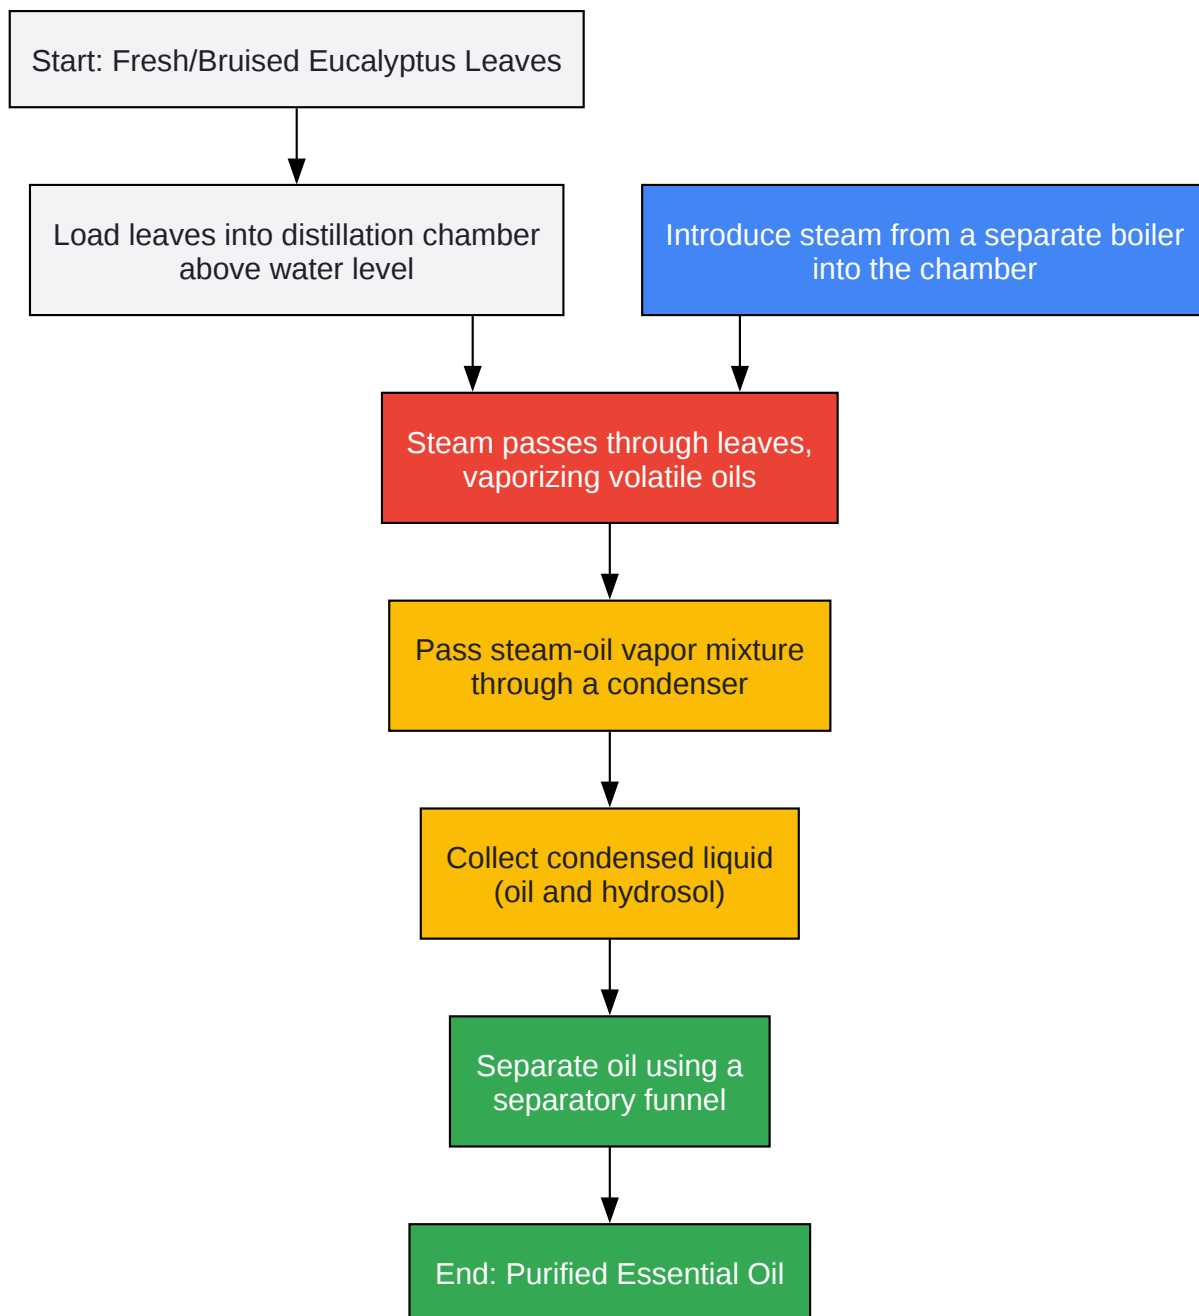 Start: Fresh/Bruised Eucalyptus Leaves
Load leaves into distillation chamber
above water level
Introduce steam from a separate boiler
into the chamber
Steam passes through leaves,
vaporizing volatile oils
Pass steam-oil vapor mixture
through a condenser
Collect condensed liquid
(oil and hydrosol)
Separate oil using a
separatory funnel
End: Purified Essential Oil